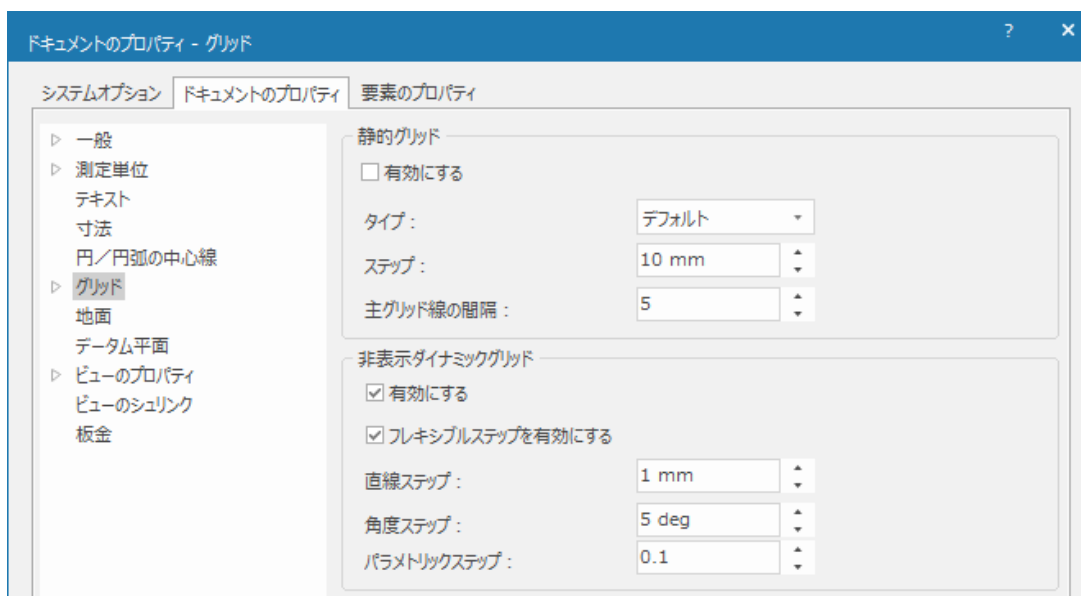 ドキュメントのプロパティ - グリッド
? ×
システムオプション ドキュメントのプロパティ 要素のプロパティ
一般
測定単位
テキスト
寸法
円／円弧の中心線
グリッド
地面
データム平面
ビューのプロパティ
ビューのシュリンク
板金
静的グリッド
有効にする
タイプ : デフォルト
ステップ : 10 mm
主グリッド線の間隔 : 5
非表示ダイナミックグリッド
有効にする
フレキシブルステップを有効にする
直線ステップ : 1 mm
角度ステップ : 5 deg
パラメトリックステップ : 0.1